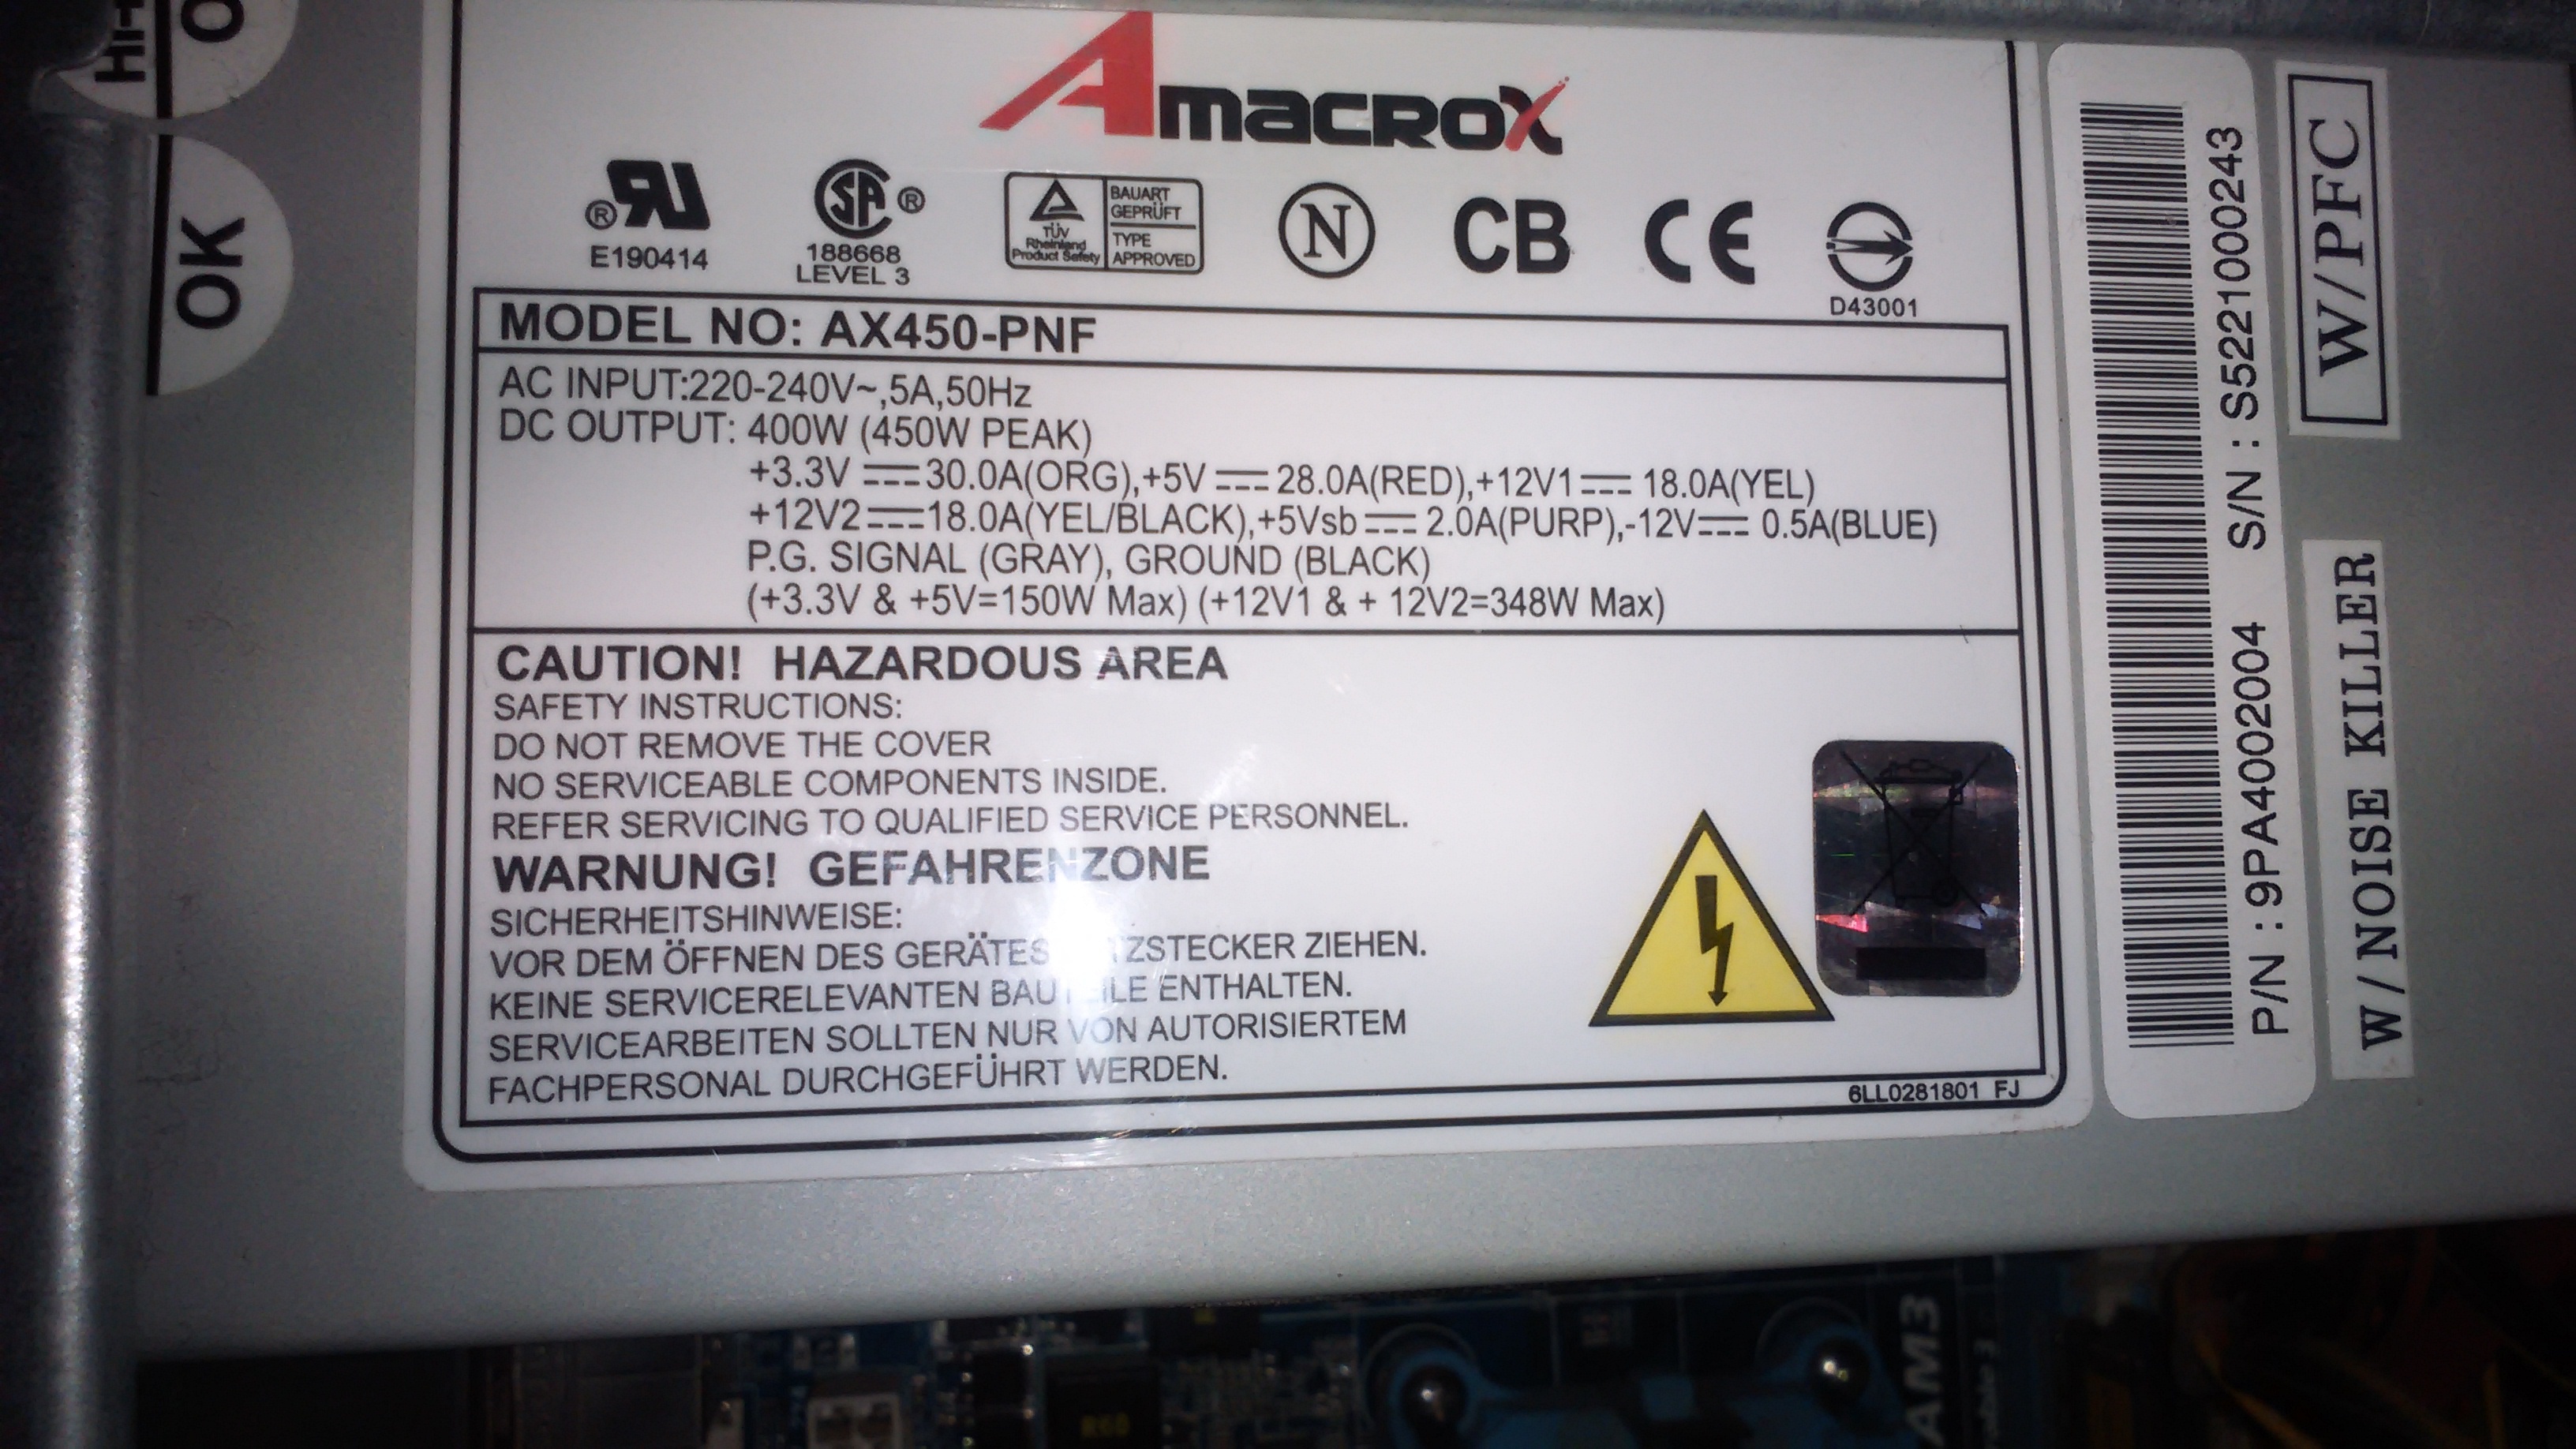 HI-
OK
AmacroX
® UR
E190414
SA ®
188668
LEVEL 3
TÜV
Rheinland
Product Safety
BAUART
GEPRÜFT
TYPE
APPROVED
N
CB
CE
D43001
MODEL NO: AX450-PNF
AC INPUT:220-240V~,5A,50Hz
DC OUTPUT: 400W (450W PEAK)
+3.3V ⎓ 30.0A(ORG),+5V ⎓ 28.0A(RED),+12V1 ⎓ 18.0A(YEL)
+12V2 ⎓ 18.0A(YEL/BLACK),+5Vsb ⎓ 2.0A(PURP),-12V ⎓ 0.5A(BLUE)
P.G. SIGNAL (GRAY), GROUND (BLACK)
(+3.3V & +5V=150W Max) (+12V1 & + 12V2=348W Max)
CAUTION! HAZARDOUS AREA
SAFETY INSTRUCTIONS:
DO NOT REMOVE THE COVER
NO SERVICEABLE COMPONENTS INSIDE.
REFER SERVICING TO QUALIFIED SERVICE PERSONNEL.
WARNUNG! GEFAHRENZONE
SICHERHEITSHINWEISE:
VOR DEM ÖFFNEN DES GERÄTES TZSTECKER ZIEHEN.
KEINE SERVICERELEVANTEN BAUTEILE ENTHALTEN.
SERVICEARBEITEN SOLLTEN NUR VON AUTORISIERTEM
FACHPERSONAL DURCHGEFÜHRT WERDEN.
6LL0281801 FJ
P/N : 9PA4002004 S/N : S5221000243
W/PFC
W/NOISE KILLER
R60
AM3